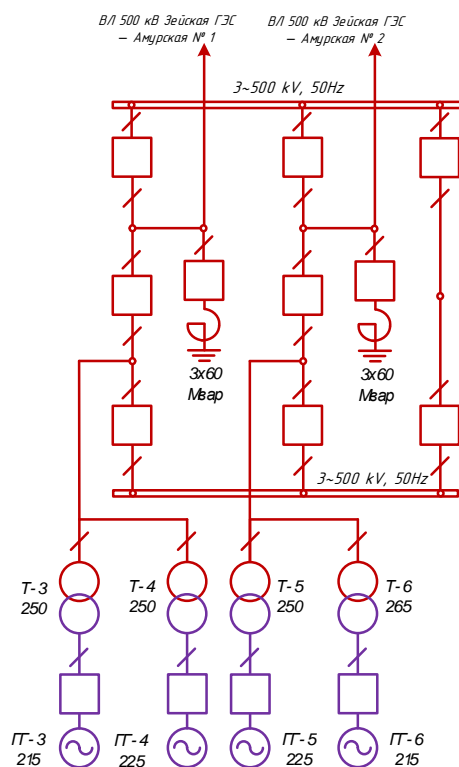 ВЛ 500 кВ Зейская ГЭС
– Амурская № 1
ВЛ 500 кВ Зейская ГЭС
– Амурская № 2
3~500 kV, 50Hz
3х60
Мвар
3х60
Мвар
3~500 kV, 50Hz
Т-3
250
Т-4
250
Т-5
250
Т-6
265
ГГ-3
215
ГГ-4
225
ГГ-5
225
ГГ-6
215